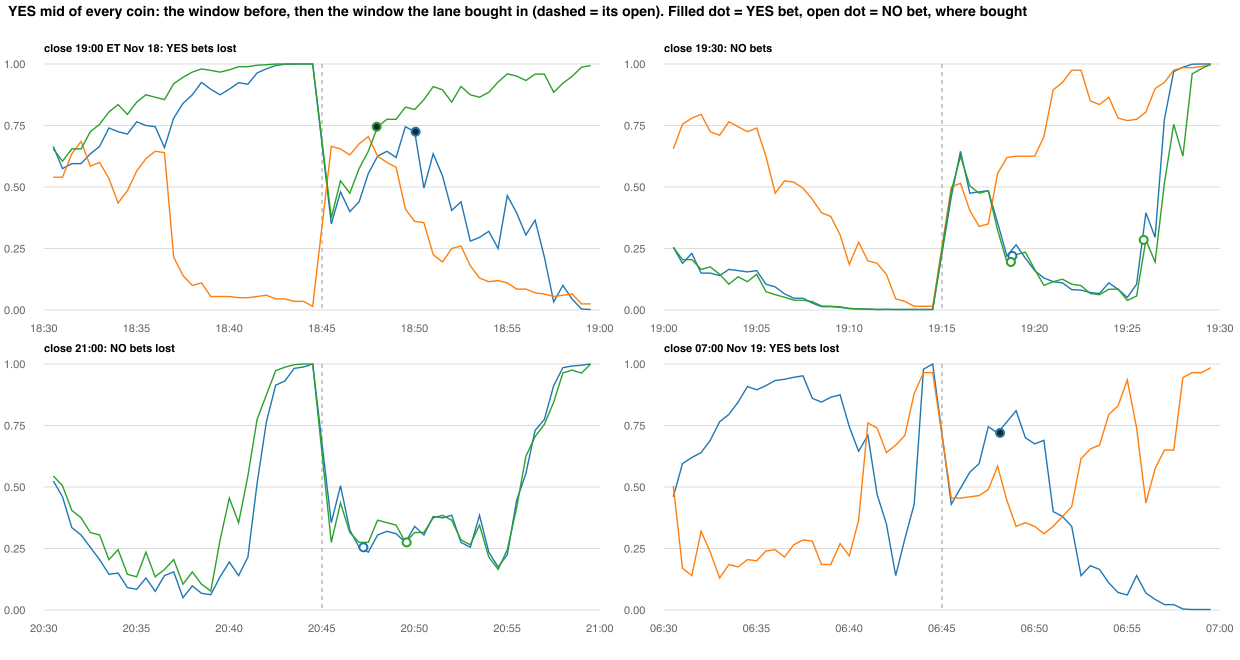 YES mid of every coin: the window before, then the window the lane bought in (dashed = its open). Filled dot = YES bet, open dot = NO bet, where bought
close 19:00 ET Nov 18: YES bets lost
1.00
0.75
0.50
0.25
0.00
18:30 18:35 18:40 18:45 18:50 18:55 19:00
close 19:30: NO bets
1.00
0.75
0.50
0.25
0.00
19:00 19:05 19:10 19:15 19:20 19:25 19:30
close 21:00: NO bets lost
1.00
0.75
0.50
0.25
0.00
20:30 20:35 20:40 20:45 20:50 20:55 21:00
close 07:00 Nov 19: YES bets lost
1.00
0.75
0.50
0.25
0.00
06:30 06:35 06:40 06:45 06:50 06:55 07:00